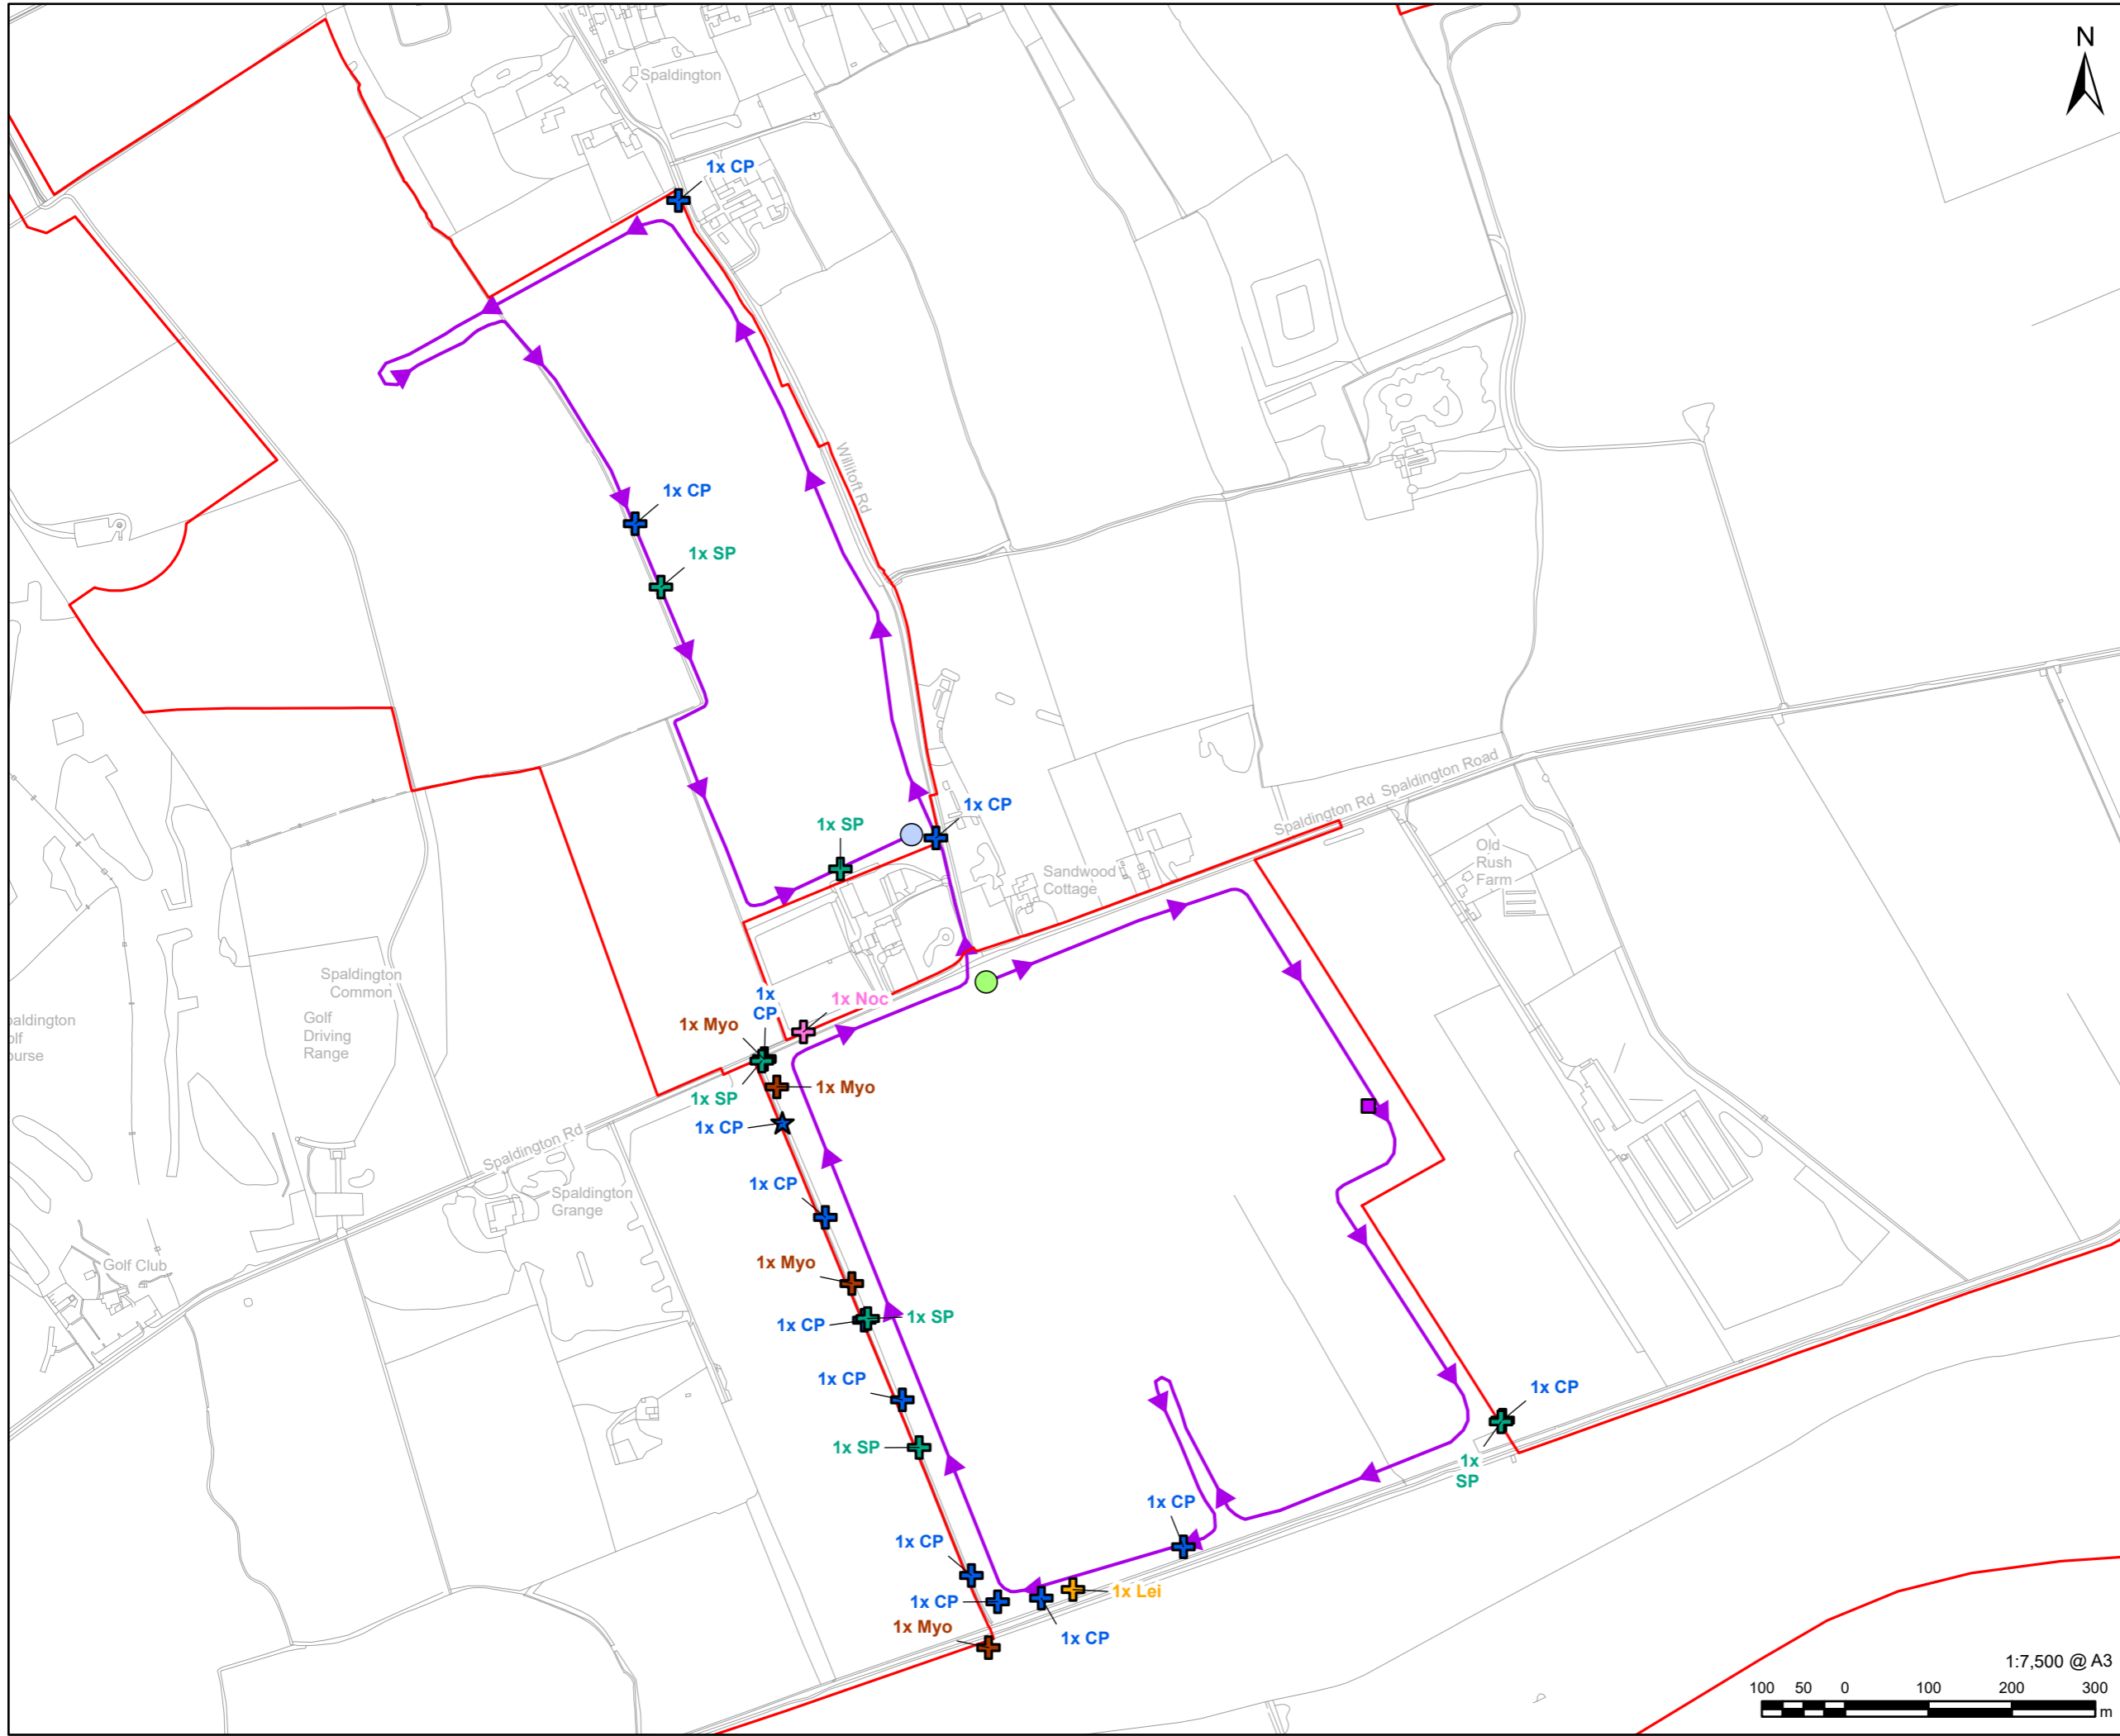 N
Spaldington
1x CP
Willitoft Rd
1x CP
1x SP
Spaldington Road
Spaldington Rd
1x CP
1x SP
Old
Rush
Farm
Sandwood
Cottage
Spaldington
Common
1x
CP
1x Noc
Golf
Driving
Range
paldington
olf
ourse
1x Myo
1x Myo
1x SP
1x CP
Spaldington Rd
1x CP
Spaldington
Grange
Golf Club
1x Myo
1x SP
1x CP
1x CP
1x CP
1x SP
1x
SP
1x CP
1x CP
1x Lei
1x CP
1x Myo
1x CP
1:7,500 @ A3
100 50 0 100 200 300
m